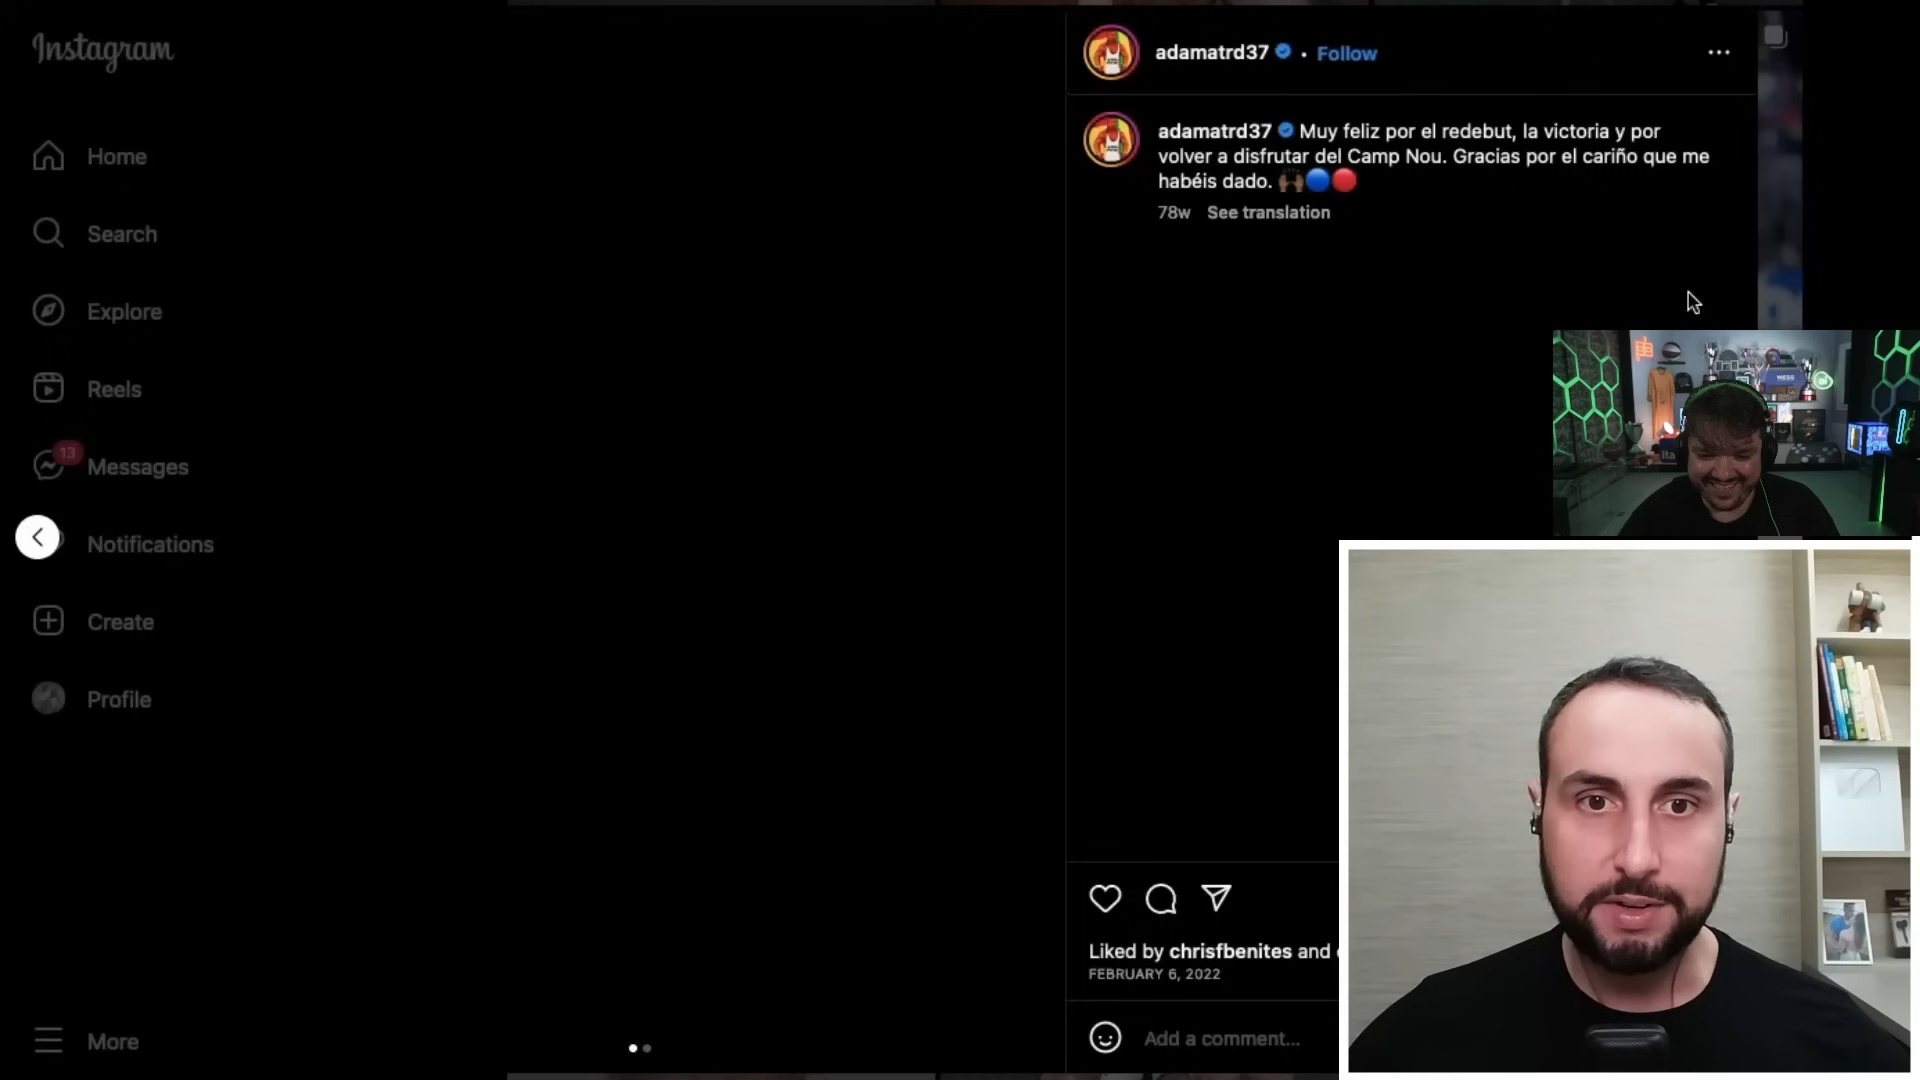 Instagram
Home
Search
Explore
Reels
13
Messages
Notifications
Create
Profile
More
adamatrd37 • Follow
adamatrd37 Muy feliz por el redebut, la victoria y por
volver a disfrutar del Camp Nou. Gracias por el cariño que me
habéis dado. 🙌🏾🔵🔴
78w See translation
Liked by chrisfbenites and
FEBRUARY 6, 2022
Add a comment...
WESG